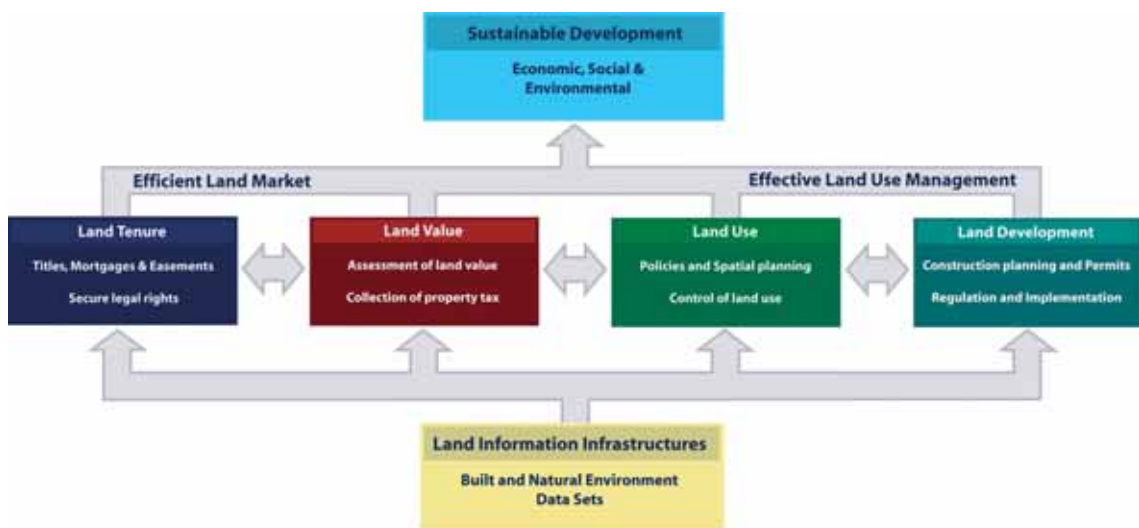 Sustainable Development
Economic, Social &
Environmental
Efficient Land Market
Effective Land Use Management
Land Tenure
Titles, Mortgages & Easements
Secure legal rights
Land Value
Assessment of land value
Collection of property tax
Land Use
Policies and Spatial planning
Control of land use
Land Development
Construction planning and Permits
Regulation and Implementation
Land Information Infrastructures
Built and Natural Environment
Data Sets